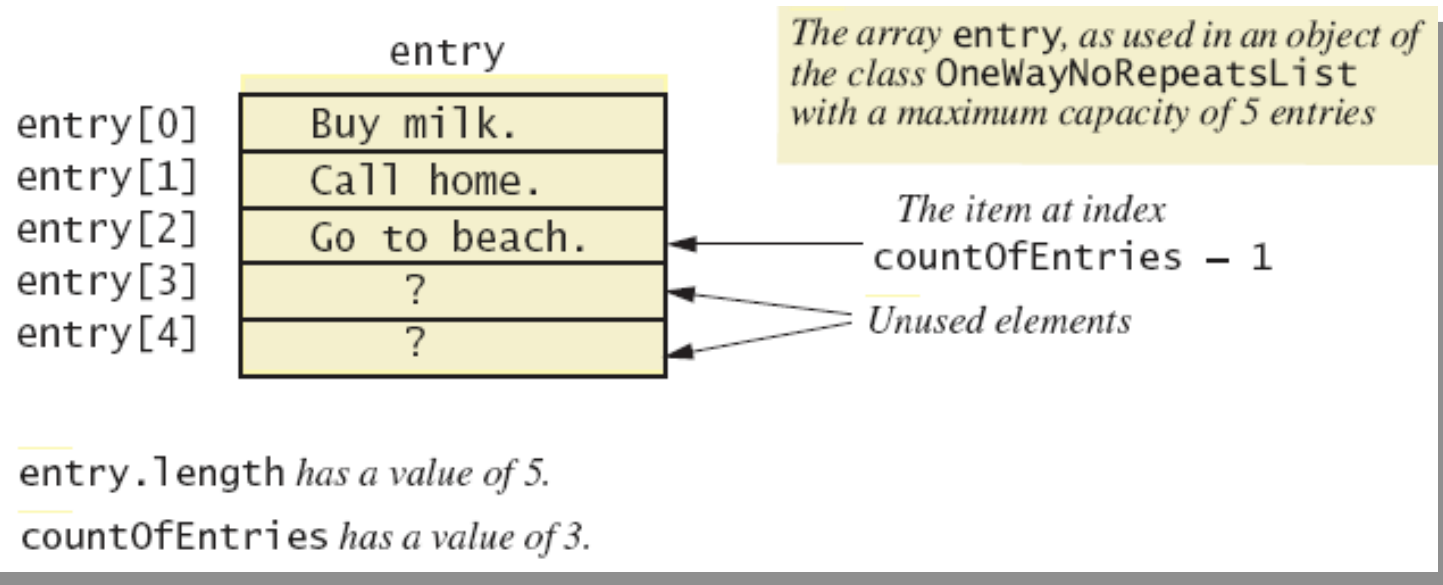 entry
The array entry, as used in an object of
the class OneWayNoRepeatsList
with a maximum capacity of 5 entries
entry[0]
Buy milk.
entry[1]
Call home.
entry[2]
Go to beach.
entry[3]
?
entry[4]
?
The item at index
countOfEntries – 1
Unused elements
entry.length has a value of 5.
countOfEntries has a value of 3.